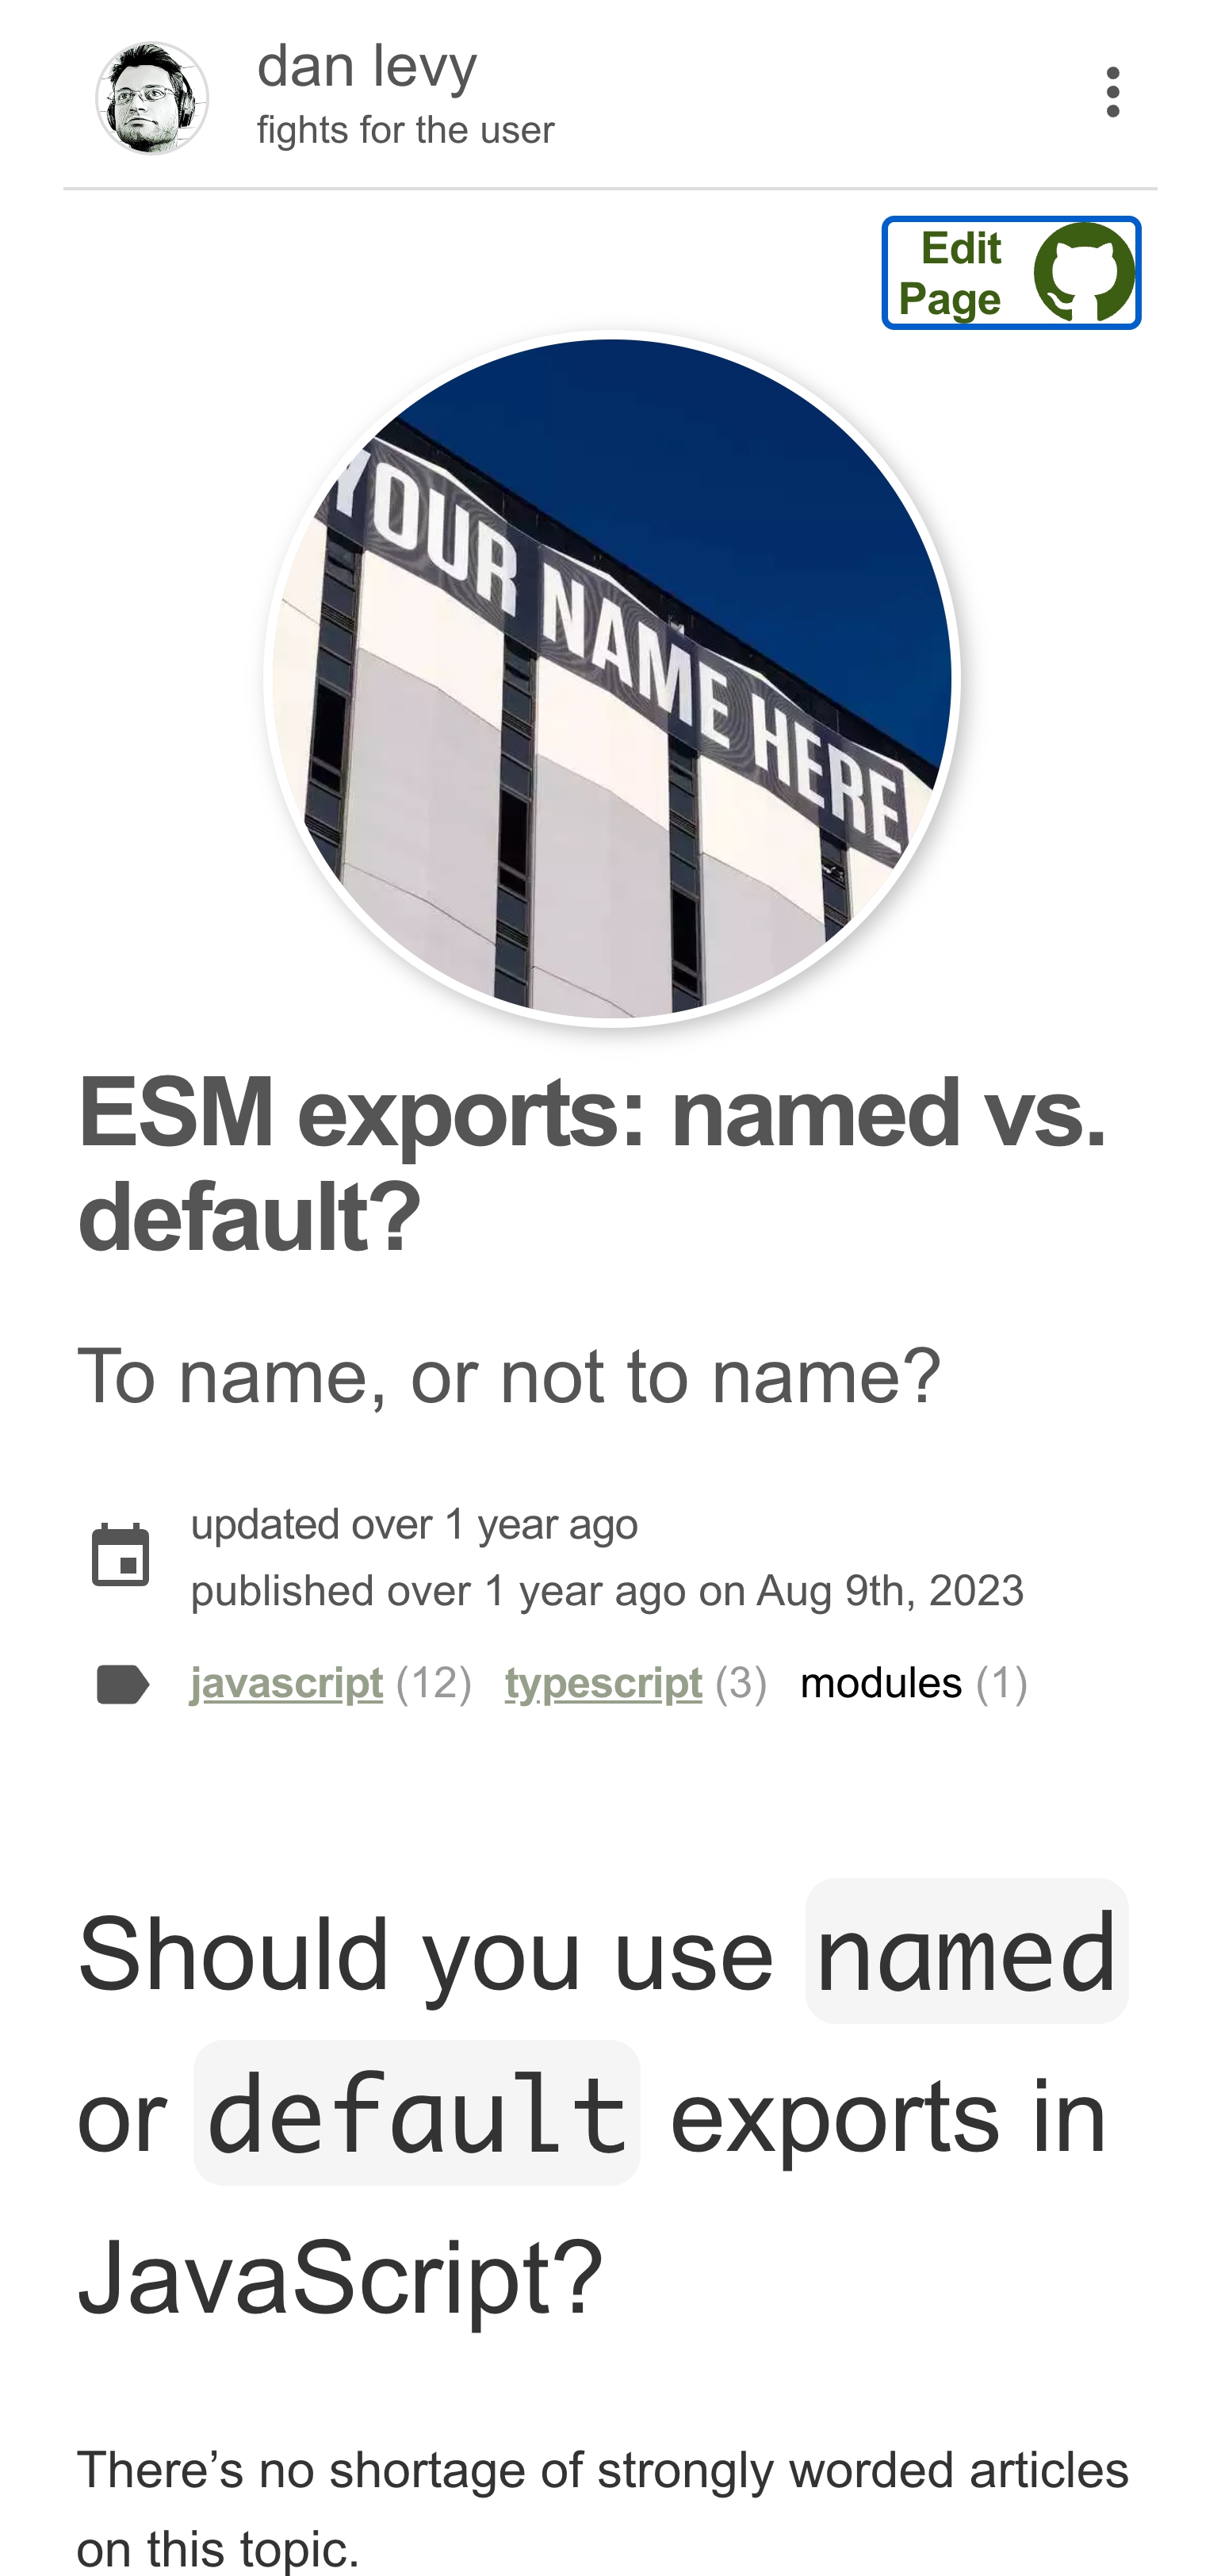 dan levy
fights for the user
Edit
Page
YOUR NAME HERE
ESM exports: named vs.
default?
To name, or not to name?
updated over 1 year ago
published over 1 year ago on Aug 9th, 2023
javascript (12) typescript (3) modules (1)
Should you use named
or default exports in
JavaScript?
There’s no shortage of strongly worded articles
on this topic.